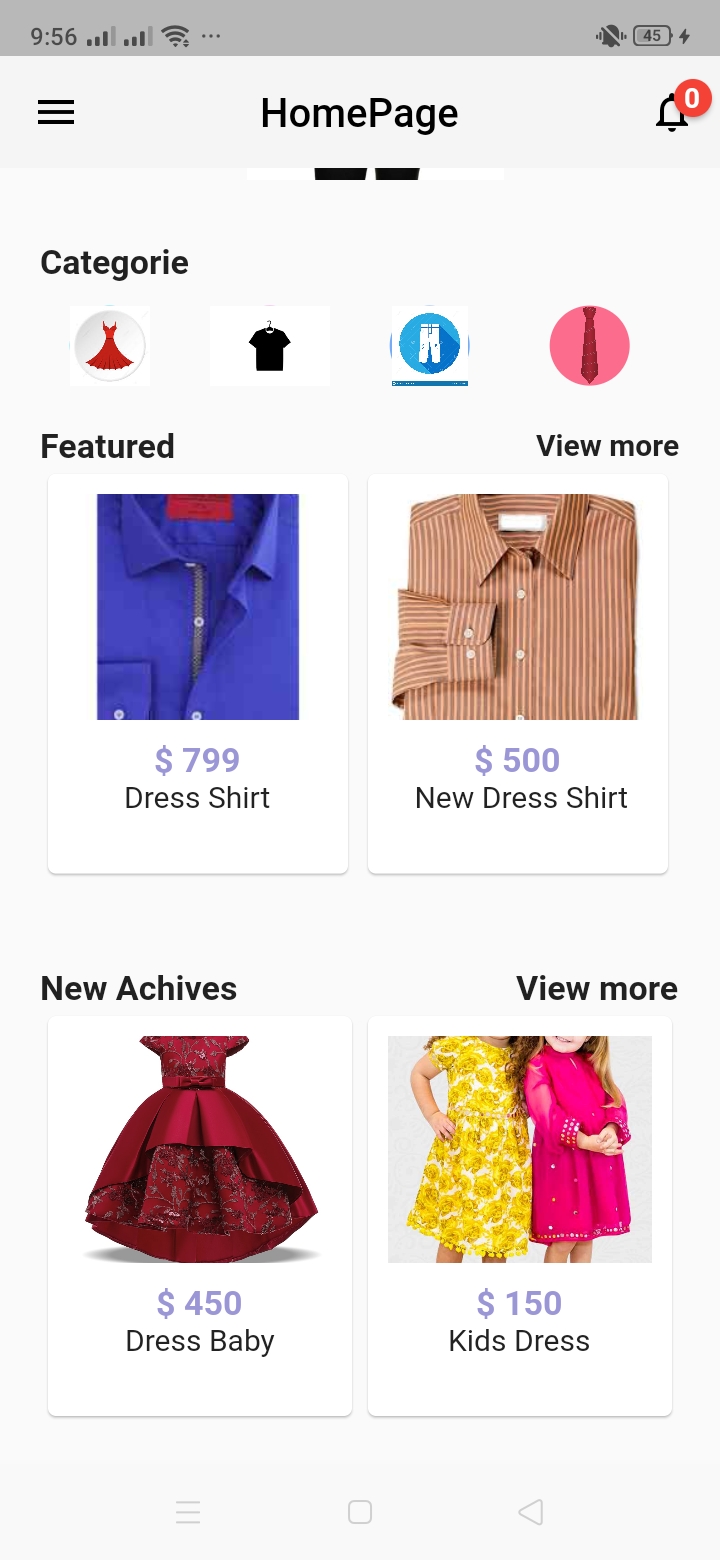 9:56
45
HomePage
0
Categorie
Featured
View more
$ 799
$ 500
Dress Shirt
New Dress Shirt
New Achives
View more
$ 450
$ 150
Dress Baby
Kids Dress